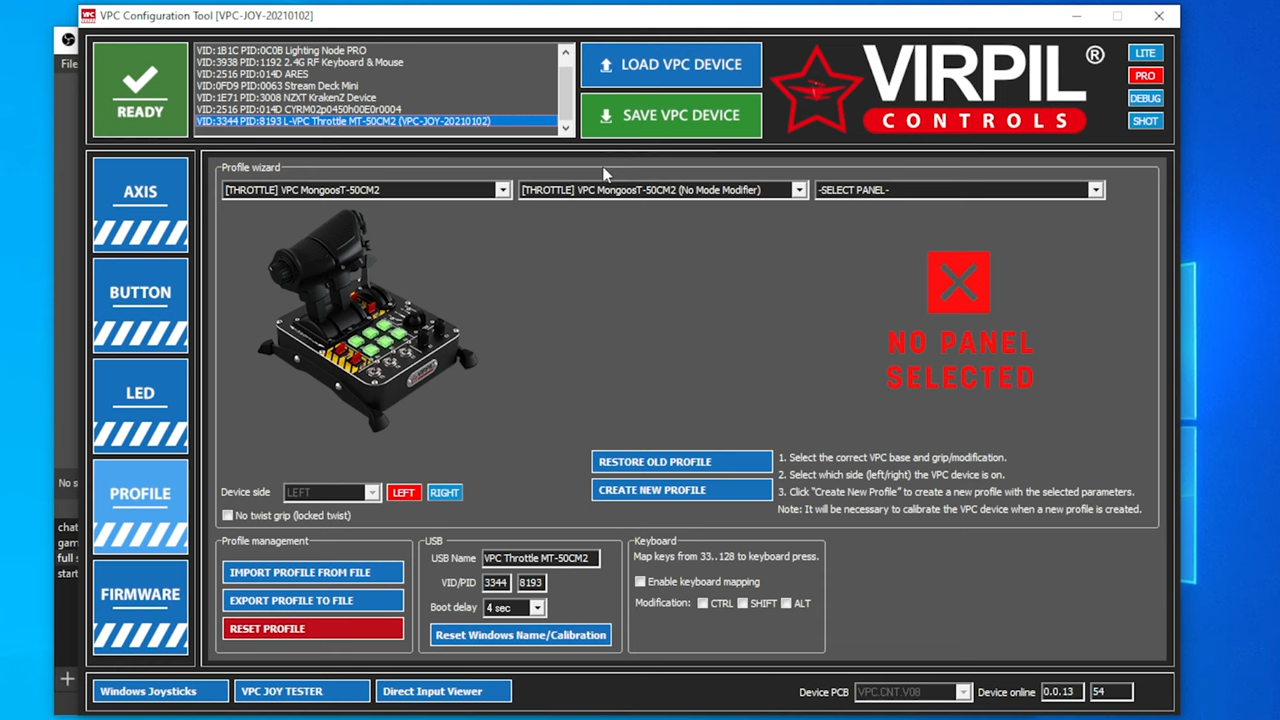 VPC Configuration Tool [VPC-JOY-20210102]
File
READY
VID:1B1C PID:0C0B Lighting Node PRO
VID:3938 PID:1192 2.4G RF Keyboard & Mouse
VID:2516 PID:014D ARES
VID:0FD9 PID:0063 Stream Deck Mini
VID:1E71 PID:3008 NZXT KrakenZ Device
VID:2516 PID:014D CYRM02p0450h00E0r0004
VID:3344 PID:8193 L-VPC Throttle MT-50CM2 (VPC-JOY-20210102)
LOAD VPC DEVICE
SAVE VPC DEVICE
VIRPIL ®
CONTROLS
LITE
PRO
DEBUG
SHOT
AXIS
BUTTON
LED
PROFILE
FIRMWARE
Profile wizard
[THROTTLE] VPC MongoosT-50CM2
[THROTTLE] VPC MongoosT-50CM2 (No Mode Modifier)
-SELECT PANEL-
NO PANEL
SELECTED
RESTORE OLD PROFILE
CREATE NEW PROFILE
1. Select the correct VPC base and grip/modification.
2. Select which side (left/right) the VPC device is on.
3. Click "Create New Profile" to create a new profile with the selected parameters.
Note: It will be necessary to calibrate the VPC device when a new profile is created.
Device side LEFT LEFT RIGHT
No twist grip (locked twist)
Profile management
IMPORT PROFILE FROM FILE
EXPORT PROFILE TO FILE
RESET PROFILE
USB
USB Name VPC Throttle MT-50CM2
VID/PID 3344 8193
Boot delay 4 sec
Reset Windows Name/Calibration
Keyboard
Map keys from 33..128 to keyboard press.
Enable keyboard mapping
Modification: CTRL SHIFT ALT
No s
chat
gam
full s
start
Windows Joysticks
VPC JOY TESTER
Direct Input Viewer
Device PCB VPC.CNT.V08
Device online 0.0.13 54